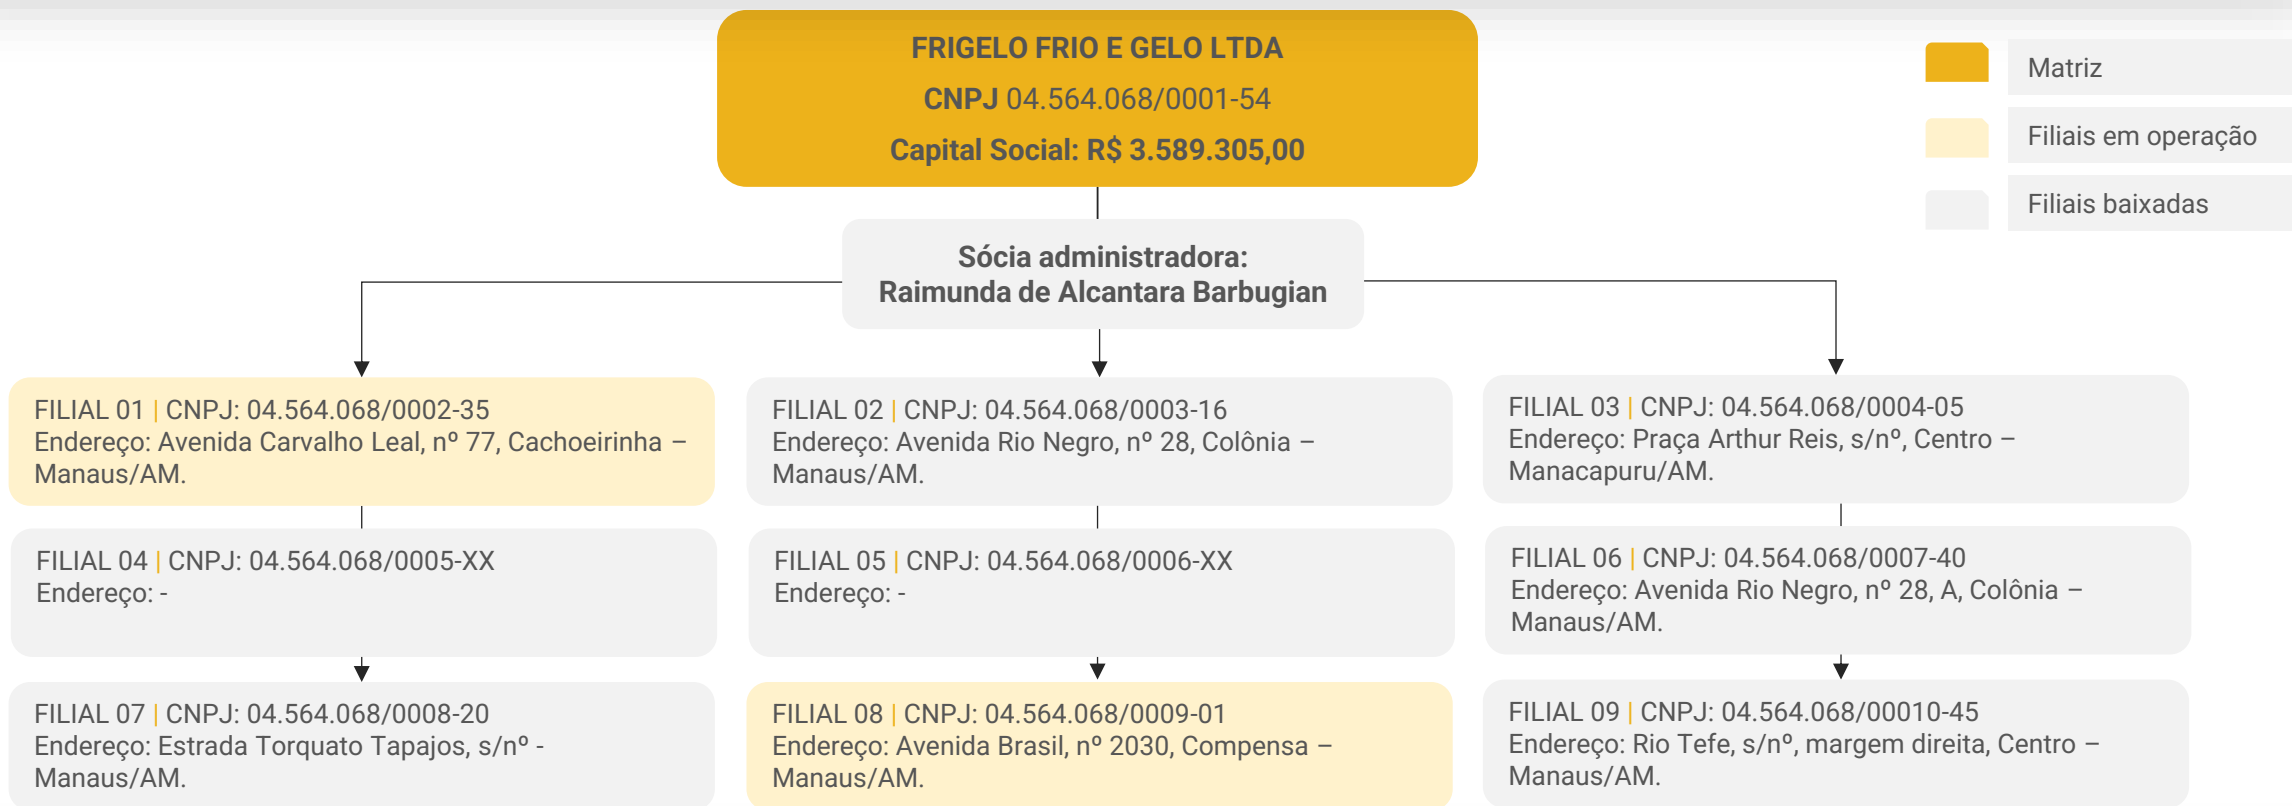 FRIGELO FRIO E GELO LTDA
CNPJ 04.564.068/0001-54
Capital Social: R$ 3.589.305,00
Matriz
Filiais em operação
Filiais baixadas
Sócia administradora:
Raimunda de Alcantara Barbugian
FILIAL 01 | CNPJ: 04.564.068/0002-35
Endereço: Avenida Carvalho Leal, nº 77, Cachoeirinha –
Manaus/AM.
FILIAL 02 | CNPJ: 04.564.068/0003-16
Endereço: Avenida Rio Negro, nº 28, Colônia –
Manaus/AM.
FILIAL 03 | CNPJ: 04.564.068/0004-05
Endereço: Praça Arthur Reis, s/nº, Centro –
Manacapuru/AM.
FILIAL 04 | CNPJ: 04.564.068/0005-XX
Endereço: -
FILIAL 05 | CNPJ: 04.564.068/0006-XX
Endereço: -
FILIAL 06 | CNPJ: 04.564.068/0007-40
Endereço: Avenida Rio Negro, nº 28, A, Colônia –
Manaus/AM.
FILIAL 07 | CNPJ: 04.564.068/0008-20
Endereço: Estrada Torquato Tapajos, s/nº -
Manaus/AM.
FILIAL 08 | CNPJ: 04.564.068/0009-01
Endereço: Avenida Brasil, nº 2030, Compensa –
Manaus/AM.
FILIAL 09 | CNPJ: 04.564.068/00010-45
Endereço: Rio Tefe, s/nº, margem direita, Centro –
Manaus/AM.